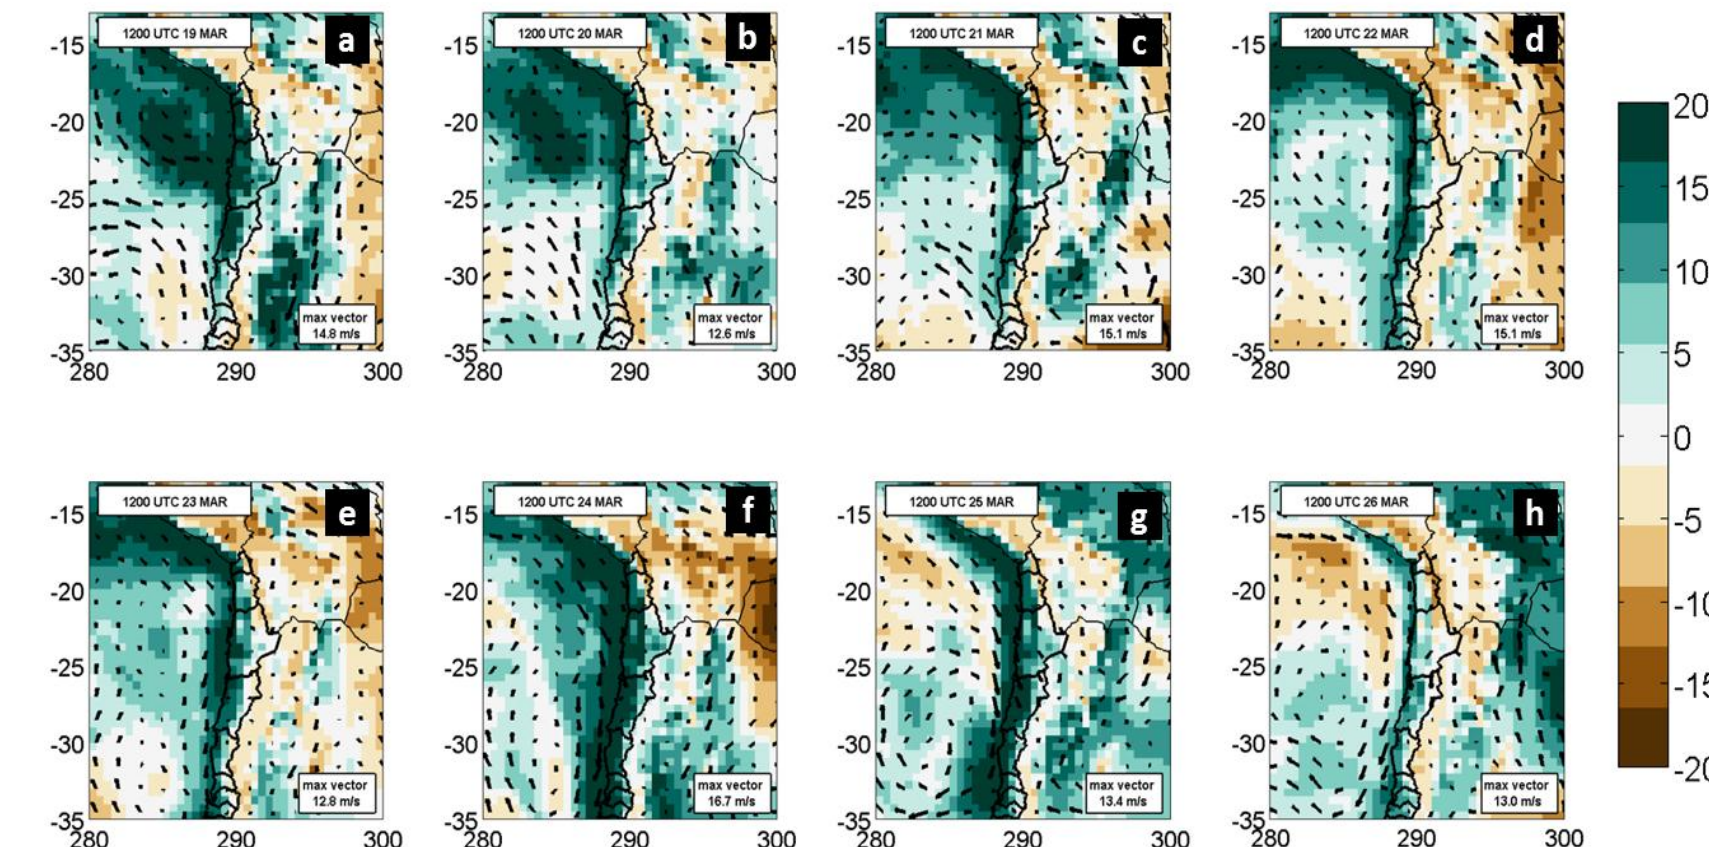 1200 UTC 19 MAR a
1200 UTC 20 MAR b
1200 UTC 21 MAR c
1200 UTC 22 MAR d
-15 -15 -15 -15
-20 -20 -20 -20
-25 -25 -25 -25
-30 -30 -30 -30
-35 -35 -35 -35
max vector
14.8 m/s
max vector
12.6 m/s
max vector
15.1 m/s
max vector
15.1 m/s
280 290 300 280 290 300 280 290 300 280 290 300
1200 UTC 23 MAR e
1200 UTC 24 MAR f
1200 UTC 25 MAR g
1200 UTC 26 MAR h
-15 -15 -15 -15
-20 -20 -20 -20
-25 -25 -25 -25
-30 -30 -30 -30
-35 -35 -35 -35
max vector
12.8 m/s
max vector
16.7 m/s
max vector
13.4 m/s
max vector
13.0 m/s
280 290 300 280 290 300 280 290 300 280 290 300
20
15
10
5
0
-5
-10
-15
-20